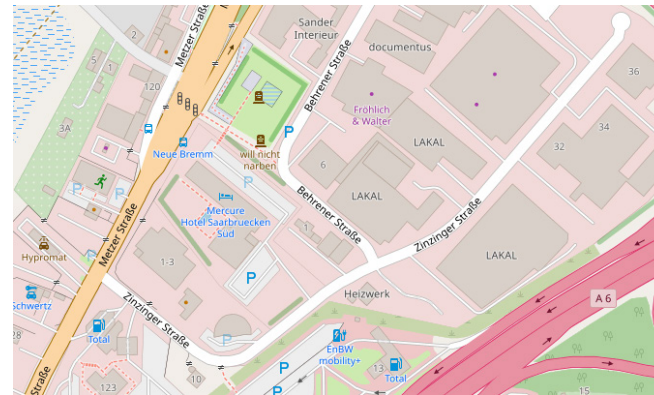 Sander
Interieur
documentus
Metzer Straße
Behrener Straße
2
5
1
120
36
3A
P
Fröhlich
& Walter
34
Neue Bremm
will nicht
narben
LAKAL
32
6
P
P
P
LAKAL
Behrener Straße
Mercure
Hotel Saarbruecken
Süd
Zinzinger Straße
1
Metzer Straße
Hypromat
1-3
LAKAL
P
Heizwerk
A 6
Schwertz
Zinzinger Straße
Total
28
P
EnBW
mobility+
P
13
Total
10
123
P
15
Straße